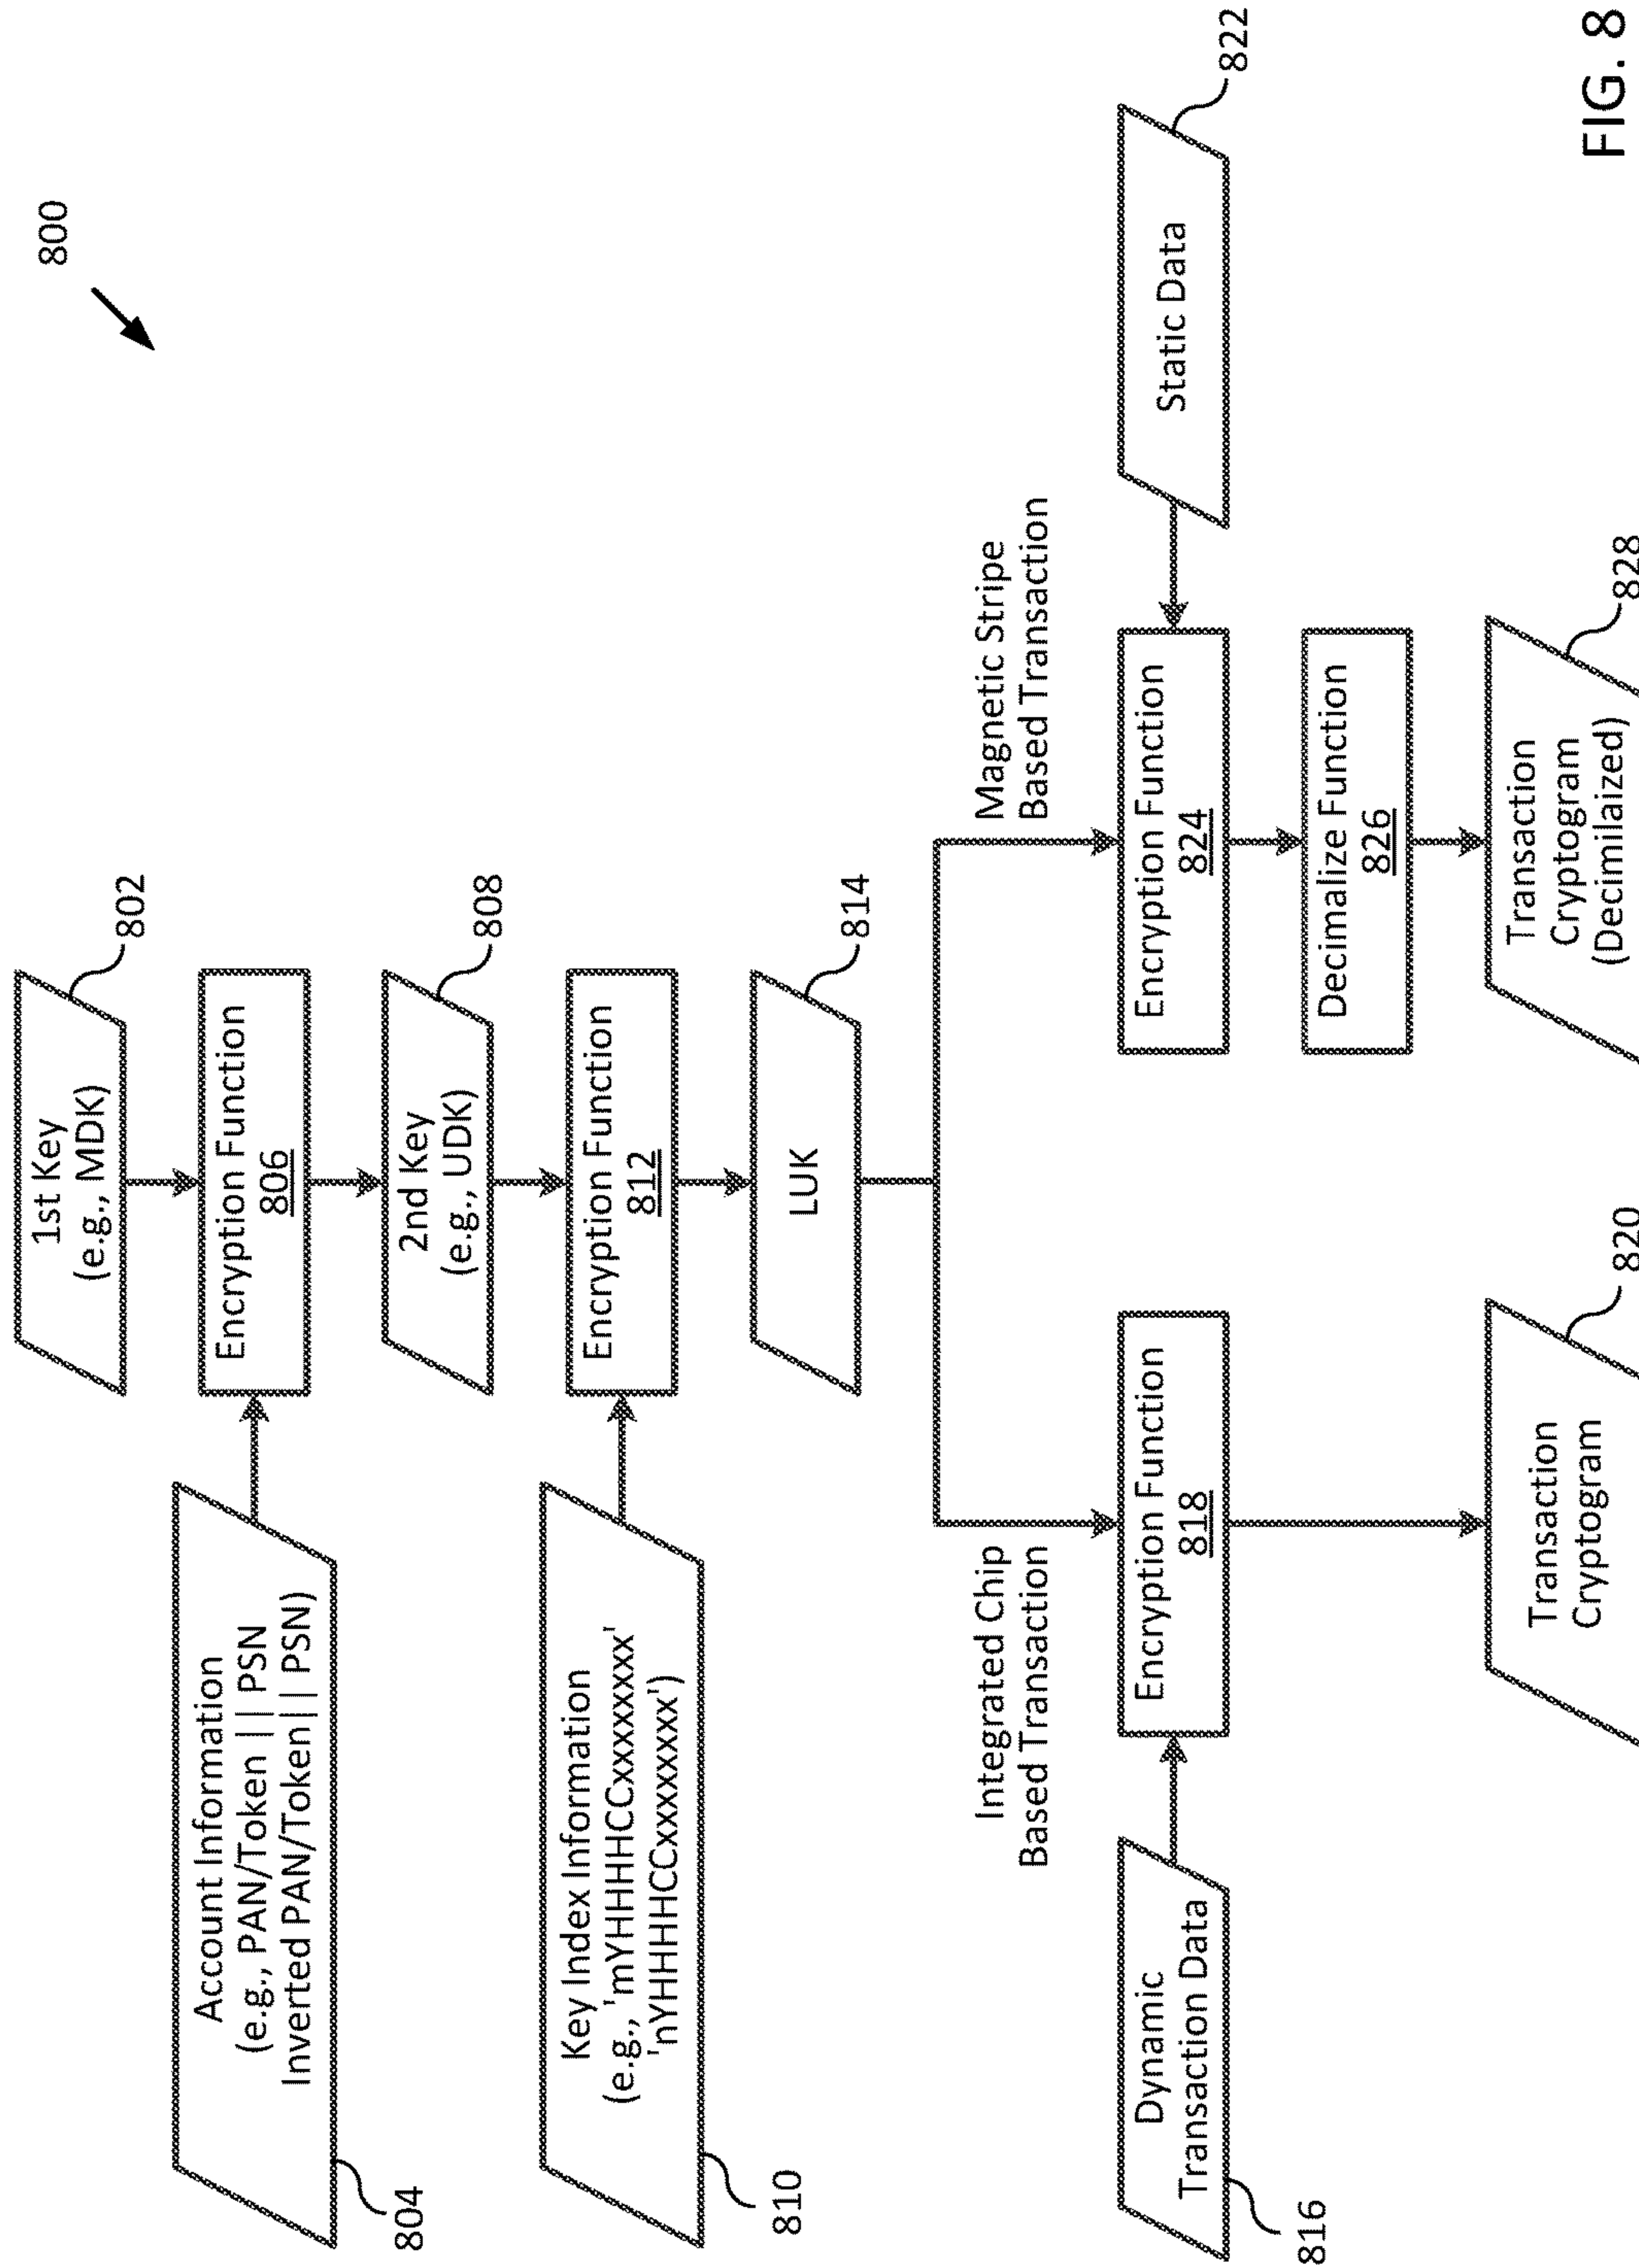 800
1st Key
(e.g., MDK)
802
Account Information
(e.g., PAN/Token || PSN
Inverted PAN/Token || PSN)
804
Encryption Function
806
2nd Key
(e.g., UDK)
808
Key Index Information
(e.g., 'mYHHHHCCxxxxxxxx'
'nYHHHHCCxxxxxxxx')
810
Encryption Function
812
LUK
814
Integrated Chip
Based Transaction
Magnetic Stripe
Based Transaction
Dynamic
Transaction Data
816
Encryption Function
818
Encryption Function
824
Static Data
822
Decimalize Function
826
Transaction
Cryptogram
820
Transaction
Cryptogram
(Decimilaized)
828
FIG. 8